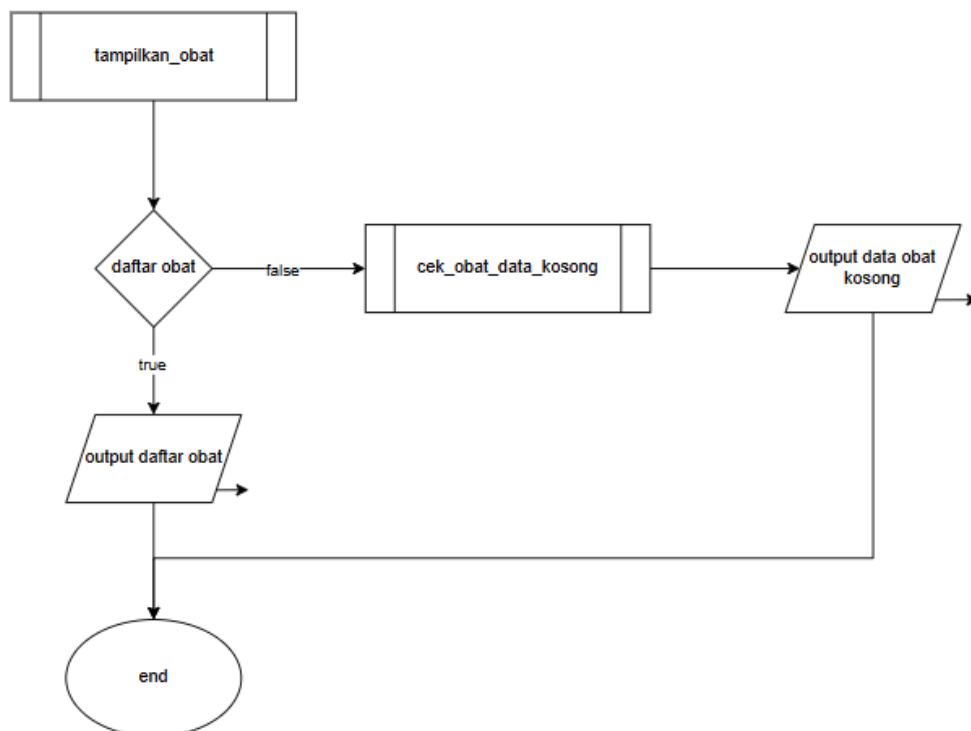 tampilkan_obat
daftar obat
false
cek_obat_data_kosong
output data obat
kosong
true
output daftar obat
end